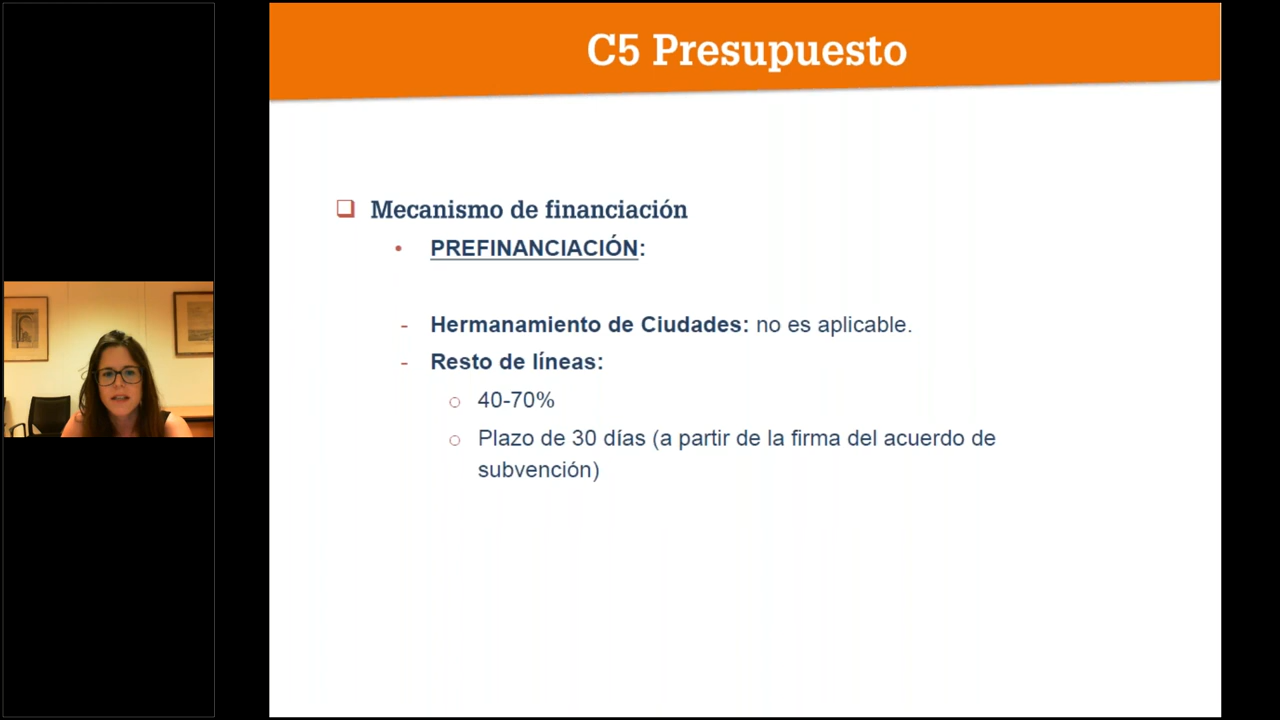 C5 Presupuesto
Mecanismo de financiación
PREFINANCIACIÓN:
Hermanamiento de Ciudades: no es aplicable.
Resto de líneas:
40-70%
Plazo de 30 días (a partir de la firma del acuerdo de
subvención)